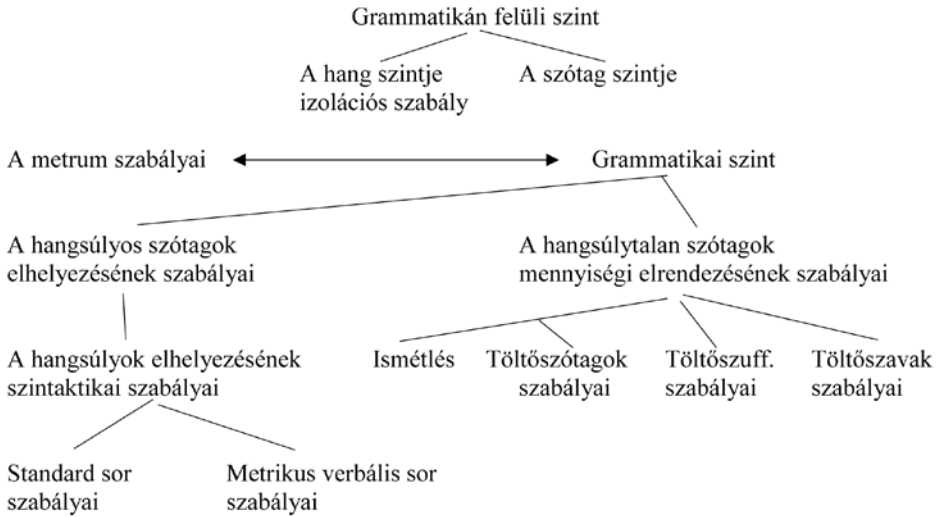 Grammatikán felüli szint
A hang szintje
izolációs szabály
A szótag szintje
A metrum szabályai
Grammatikai szint
A hangsúlyos szótagok
elhelyezésének szabályai
A hangsúlytalan szótagok
mennyiségi elrendezésének szabályai
A hangsúlyok elhelyezésének
szintaktikai szabályai
Ismétlés
Töltőszótagok
szabályai
Töltőszuff.
szabályai
Töltőszavak
szabályai
Standard sor
szabályai
Metrikus verbális sor
szabályai